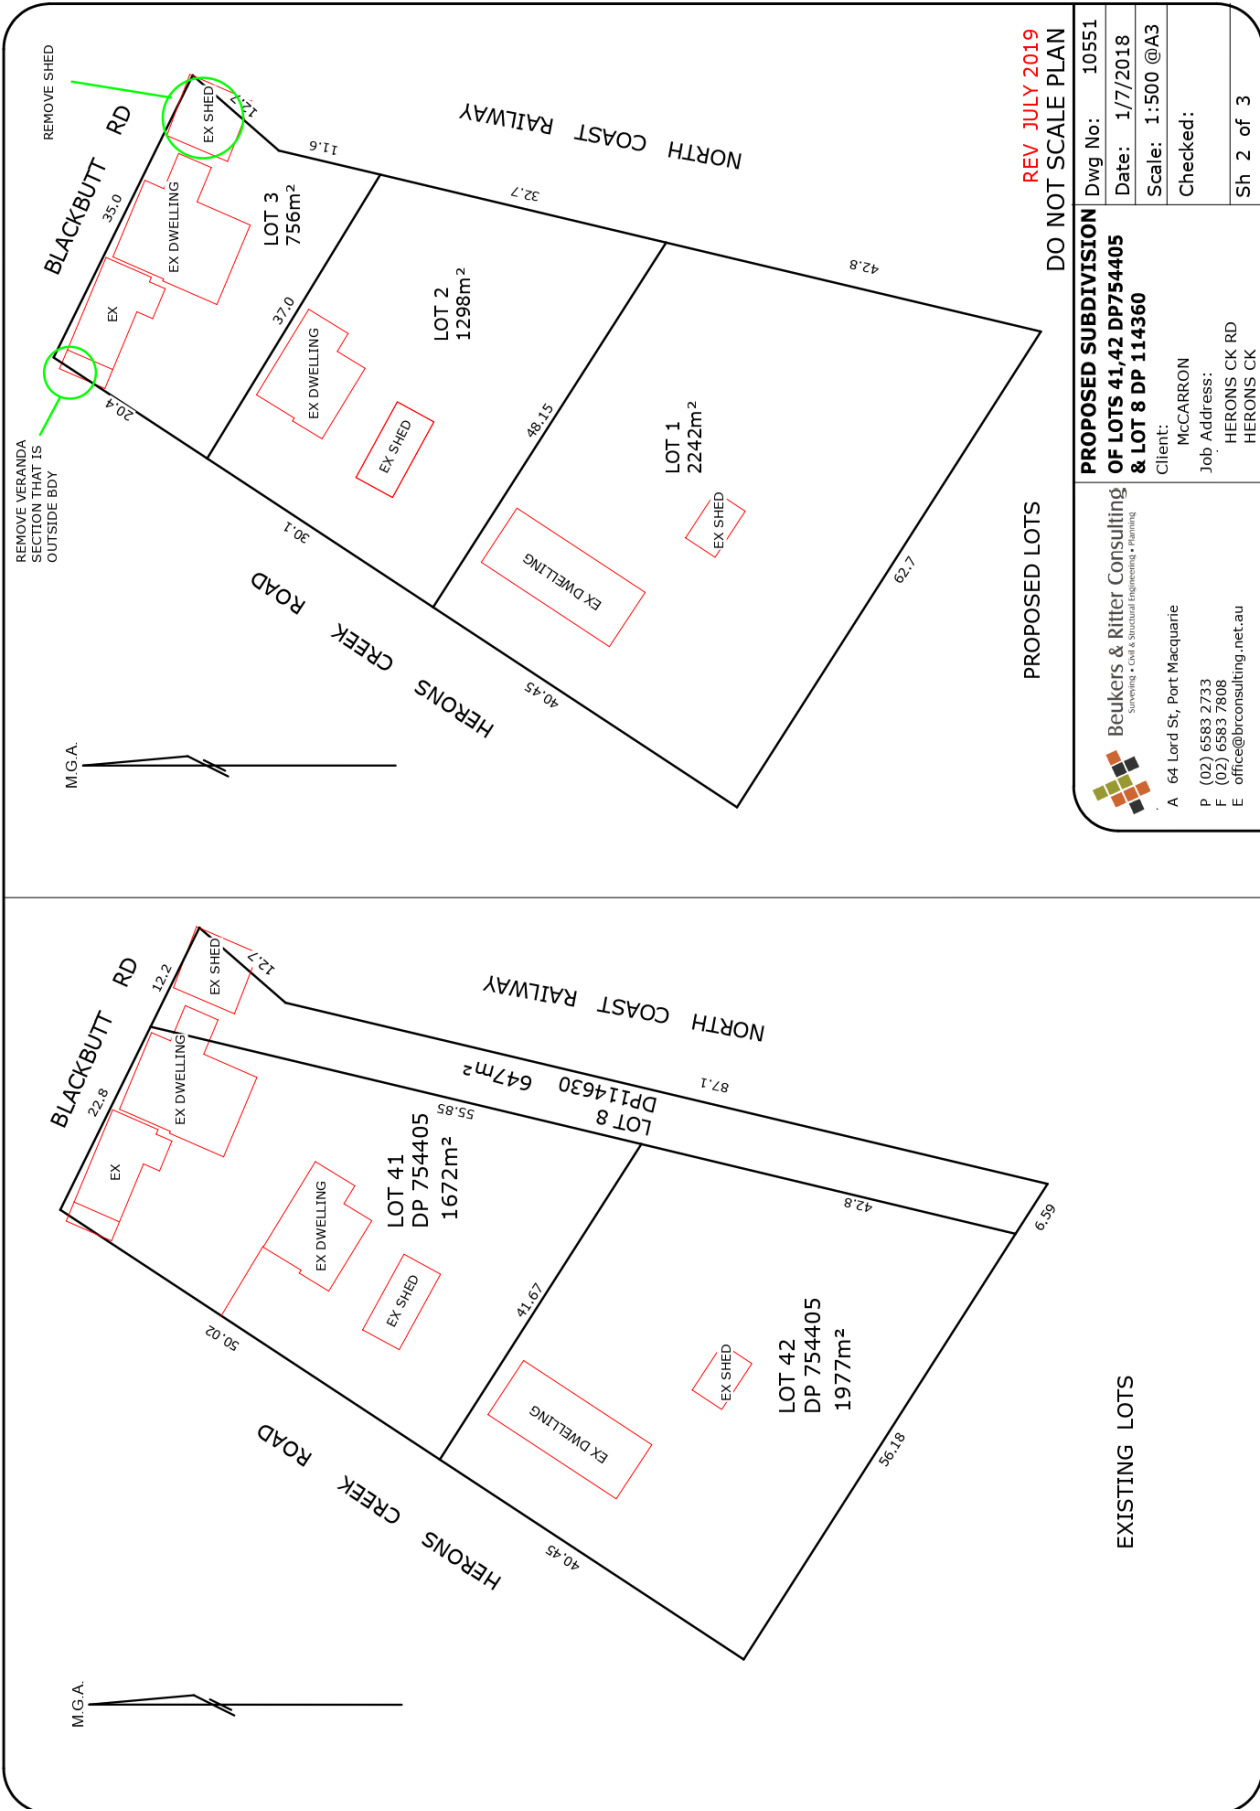 M.G.A.
BLACKBUTT RD
22.8
12.2
12.7
EX
EX DWELLING
EX SHED
NORTH COAST RAILWAY
87.1
LOT 8
DP114630 647m²
55.85
LOT 41
DP 754405
1672m²
EX DWELLING
EX SHED
50.02
41.67
42.8
6.59
EX DWELLING
EX SHED
LOT 42
DP 754405
1977m²
56.18
40.45
HERONS CREEK ROAD
EXISTING LOTS
M.G.A.
REMOVE VERANDA
SECTION THAT IS
OUTSIDE BDY
REMOVE SHED
BLACKBUTT RD
35.0
EX
EX DWELLING
EX SHED
12.7
11.6
LOT 3
756m²
20.4
37.0
NORTH COAST RAILWAY
32.7
LOT 2
1298m²
EX DWELLING
EX SHED
30.1
48.15
42.8
LOT 1
2242m²
EX DWELLING
EX SHED
40.45
62.7
HERONS CREEK ROAD
PROPOSED LOTS
REV JULY 2019
DO NOT SCALE PLAN
Beukers & Ritter Consulting
Surveying • Civil & Structural Engineering • Planning
A 64 Lord St, Port Macquarie
P (02) 6583 2733
F (02) 6583 7808
E office@brconsulting.net.au
PROPOSED SUBDIVISION
OF LOTS 41,42 DP754405
& LOT 8 DP 114360
Client:
McCARRON
Job Address:
HERONS CK RD
HERONS CK
Dwg No: 10551
Date: 1/7/2018
Scale: 1:500 @A3
Checked:
Sh 2 of 3